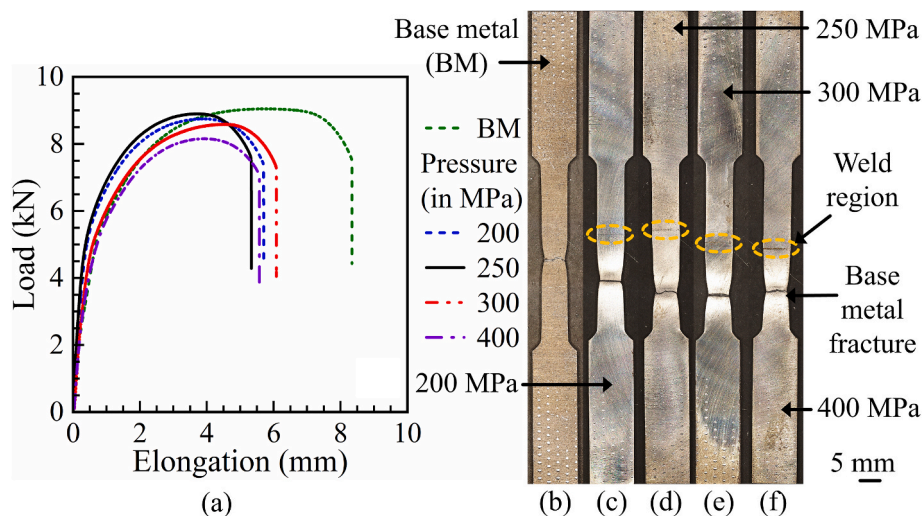 (a)
10
8
6
4
2
0
Load (kN)
0 2 4 6 8 10
Elongation (mm)
BM
Pressure
(in MPa)
200
250
300
400
Base metal
(BM)
250 MPa
300 MPa
Weld
region
Base
metal
fracture
200 MPa
400 MPa
5 mm
(a)
(b) (c) (d) (e) (f)